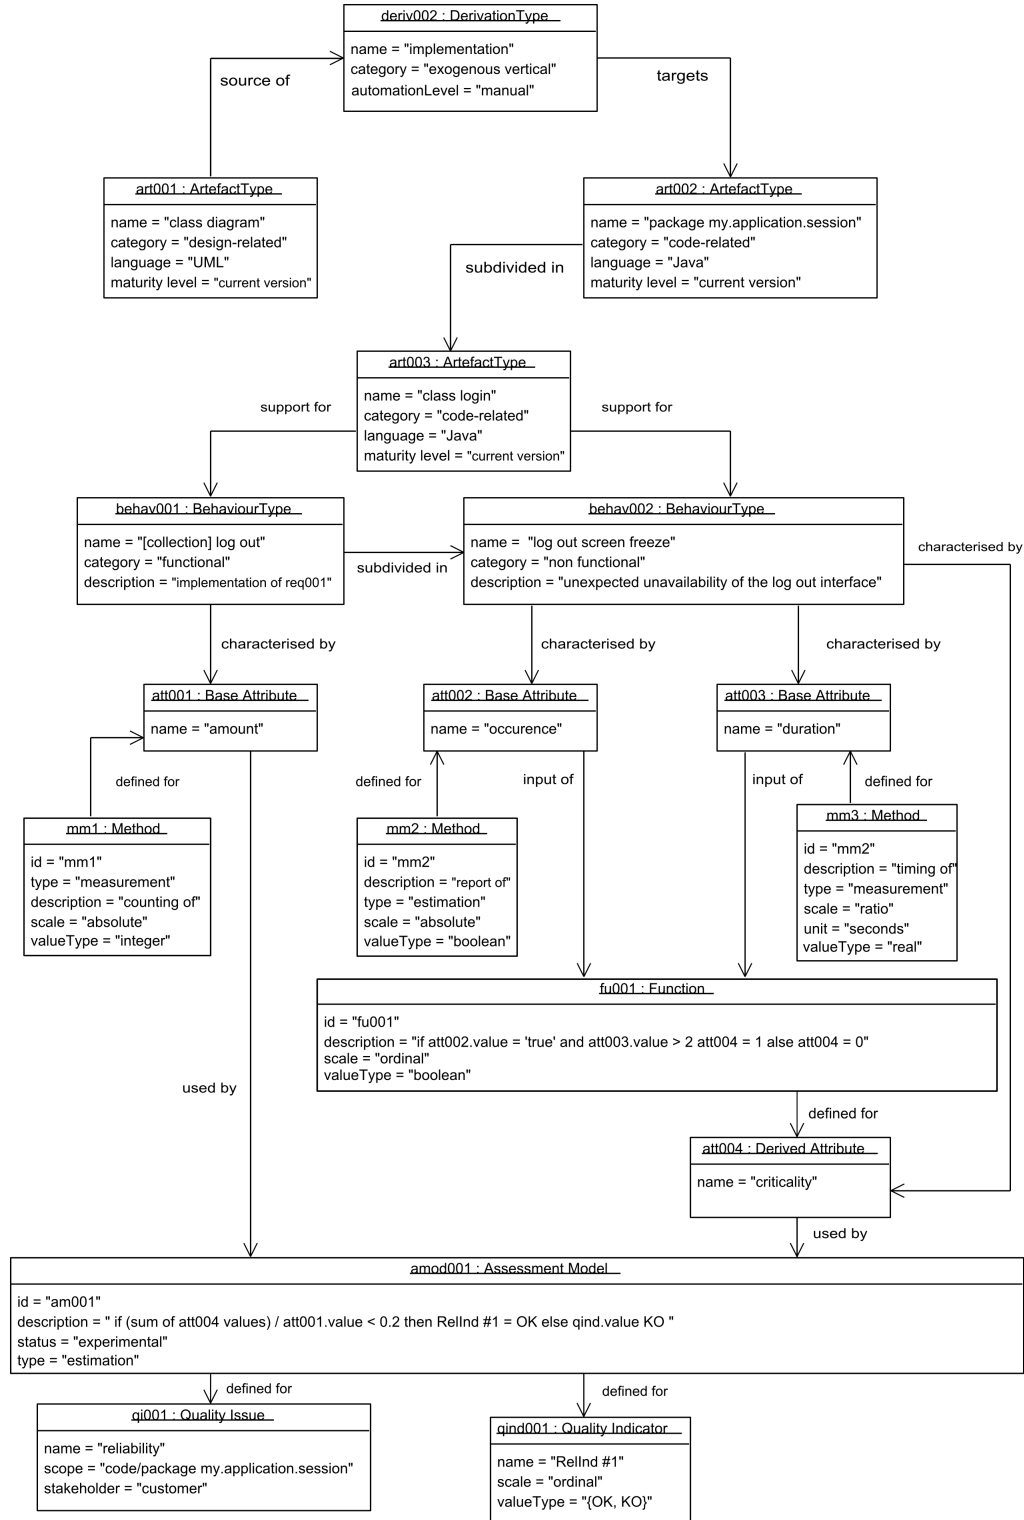 deriv002 : DerivationType
name = "implementation"
category = "exogenous vertical"
automationLevel = "manual"
source of
targets
art001 : ArtefactType
name = "class diagram"
category = "design-related"
language = "UML"
maturity level = "current version"
art002 : ArtefactType
name = "package my.application.session"
category = "code-related"
language = "Java"
maturity level = "current version"
subdivided in
art003 : ArtefactType
name = "class login"
category = "code-related"
language = "Java"
maturity level = "current version"
support for
support for
behav001 : BehaviourType
name = "[collection] log out"
category = "functional"
description = "implementation of req001"
subdivided in
behav002 : BehaviourType
name =  "log out screen freeze"
category = "non functional"
description = "unexpected unavailability of the log out interface"
characterised by
characterised by
characterised by
characterised by
att001 : Base Attribute
name = "amount"
att002 : Base Attribute
name = "occurence"
att003 : Base Attribute
name = "duration"
defined for
defined for
input of
input of
defined for
mm1 : Method
id = "mm1"
type = "measurement"
description = "counting of"
scale = "absolute"
valueType = "integer"
mm2 : Method
id = "mm2"
description = "report of"
type = "estimation"
scale = "absolute"
valueType = "boolean"
mm3 : Method
id = "mm2"
description = "timing of"
type = "measurement"
scale = "ratio"
unit = "seconds"
valueType = "real"
fu001 : Function
id = "fu001"
description = "if att002.value = 'true' and att003.value > 2 att004 = 1 alse att004 = 0"
scale = "ordinal"
valueType = "boolean"
used by
defined for
att004 : Derived Attribute
name = "criticality"
used by
amod001 : Assessment Model
id = "am001"
description = " if (sum of att004 values) / att001.value < 0.2 then RelInd #1 = OK else qind.value KO "
status = "experimental"
type = "estimation"
defined for
defined for
qi001 : Quality Issue
name = "reliability"
scope = "code/package my.application.session"
stakeholder = "customer"
qind001 : Quality Indicator
name = "RelInd #1"
scale = "ordinal"
valueType = "{OK, KO}"